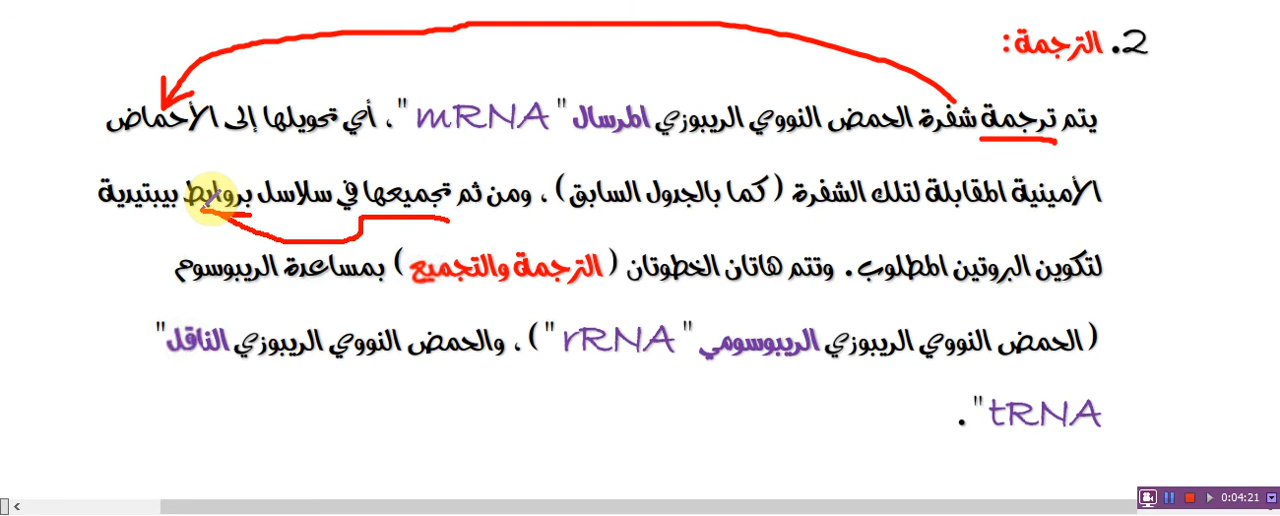 2. الترجمة:
يتم ترجمة شفرة الحمض النووي الريبوزي المرسال "mRNA"، أي تحويلها إلى الأحماض
الأمينية المقابلة لتلك الشفرة (كما بالجدول السابق)، ومن ثم تجميعها في سلاسل بروابط بيبتيدية
لتكوين البروتين المطلوب. وتتم هاتان الخطوتان (الترجمة والتجميع) بمساعدة الريبوسوم
(الحمض النووي الريبوزي الريبوسومي "rRNA")، والحمض النووي الريبوزي الناقل"
tRNA".
0:04:21